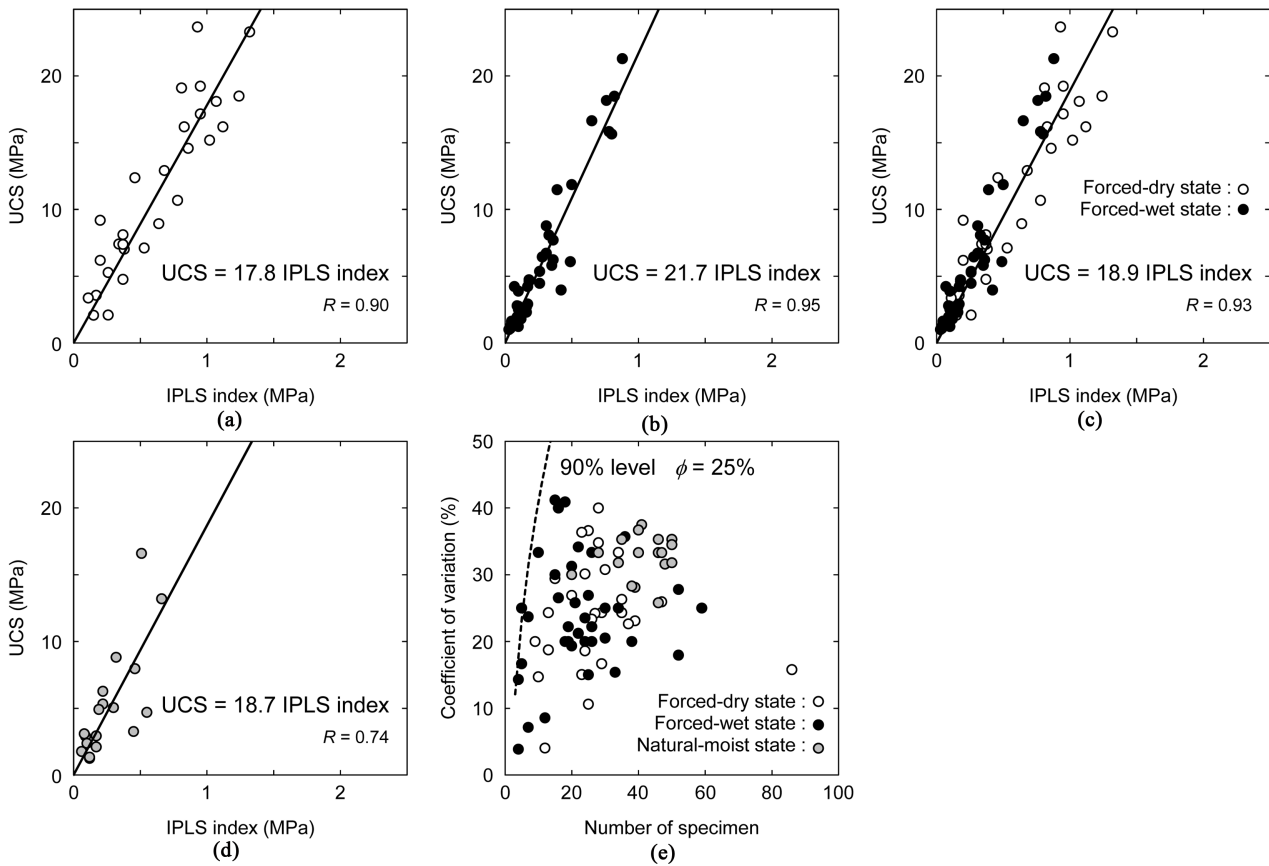 20
10
0
UCS (MPa)
UCS = 17.8 IPLS index
R = 0.90
0
1
2
IPLS index (MPa)
(a)
20
10
0
UCS (MPa)
UCS = 21.7 IPLS index
R = 0.95
0
1
2
IPLS index (MPa)
(b)
20
10
0
UCS (MPa)
Forced-dry state :
Forced-wet state :
UCS = 18.9 IPLS index
R = 0.93
0
1
2
IPLS index (MPa)
(c)
20
10
0
UCS (MPa)
UCS = 18.7 IPLS index
R = 0.74
0
1
2
IPLS index (MPa)
(d)
50
40
30
20
10
0
Coefficient of variation (%)
90% level ϕ = 25%
Forced-dry state :
Forced-wet state :
Natural-moist state :
0
20
40
60
80
100
Number of specimen
(e)